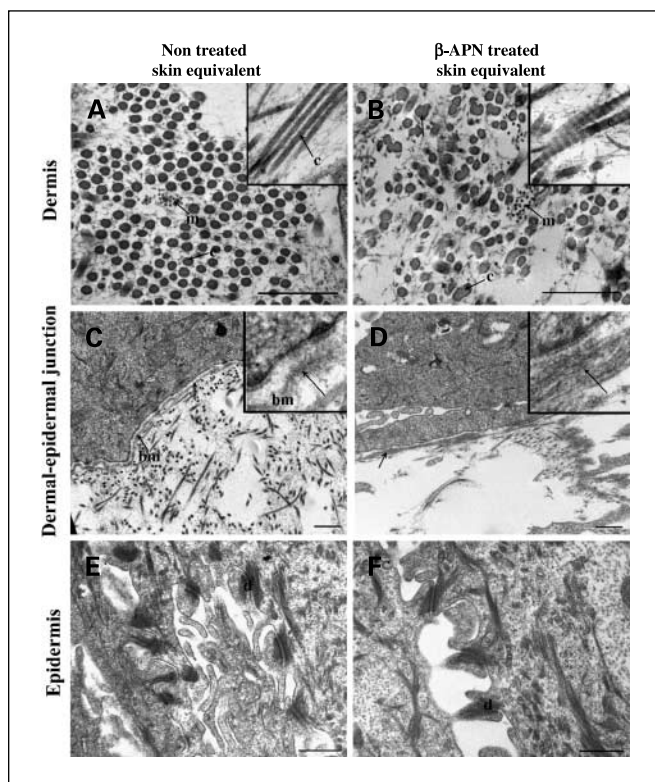 Non treated
skin equivalent
β-APN treated
skin equivalent
Dermis
A
c
m
c
B
m
c
Dermal-epidermal junction
C
bm
bm
D
Epidermis
E
d
F
d